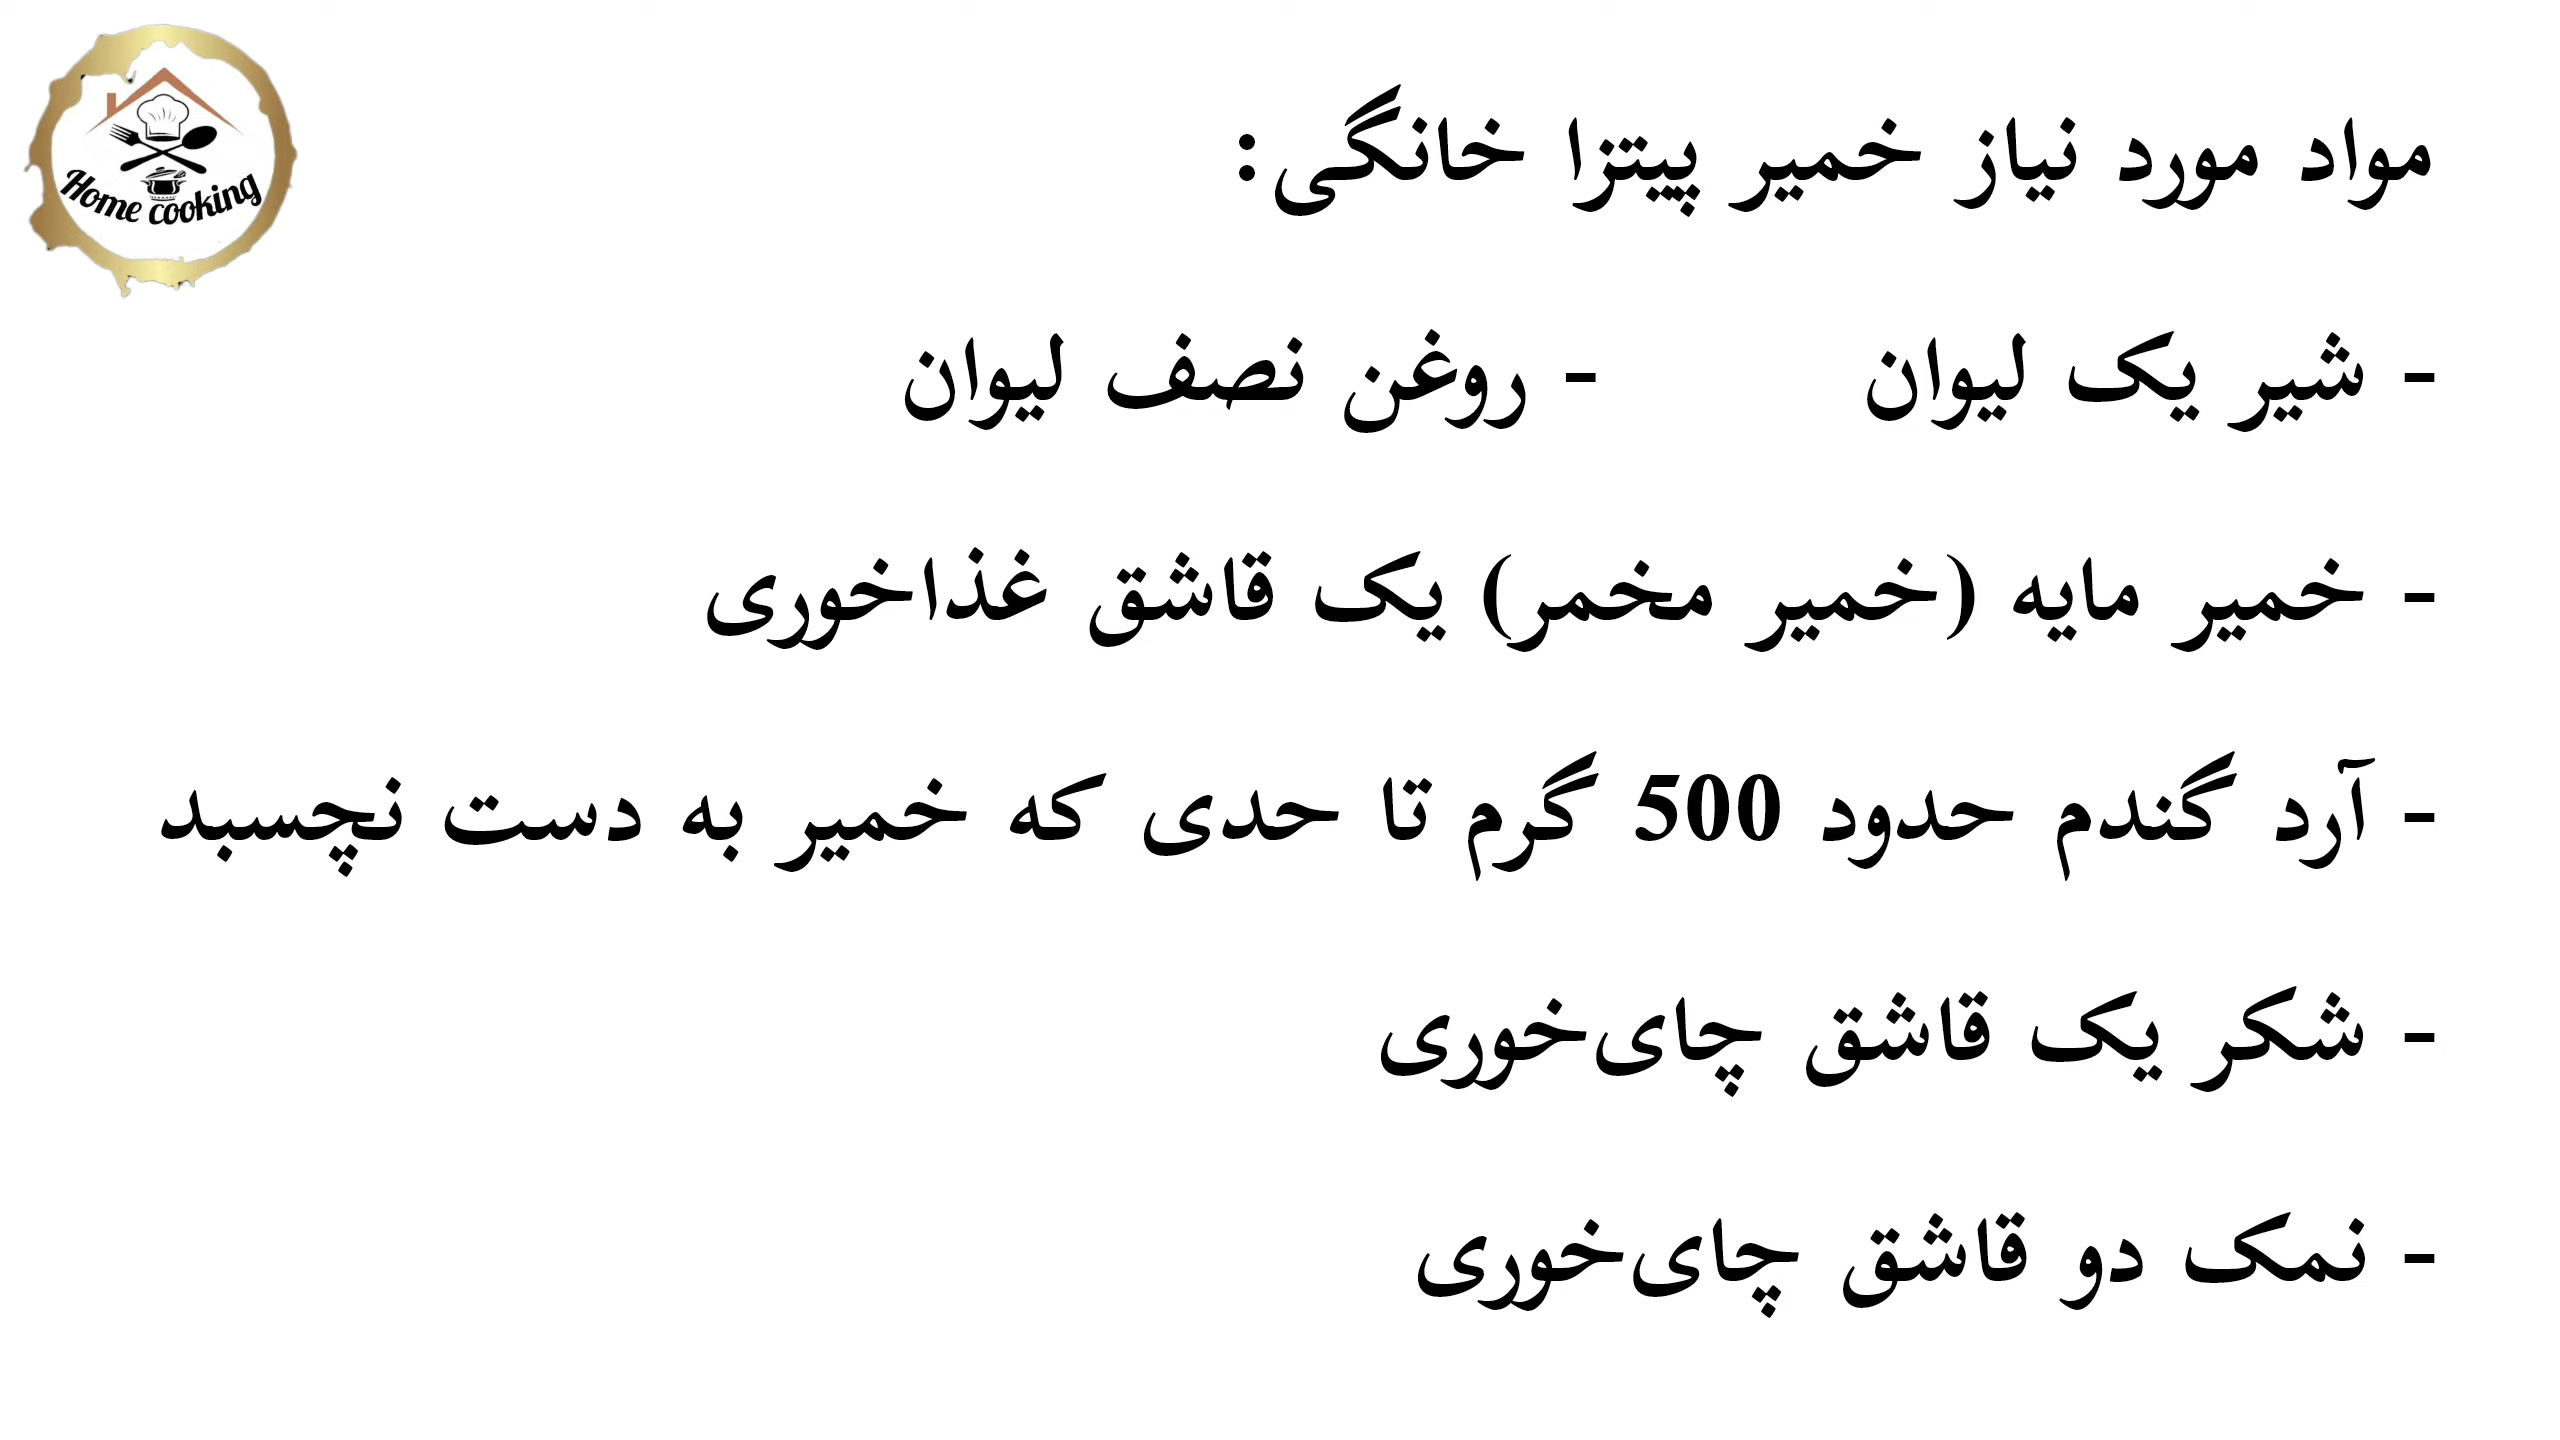 Home cooking
مواد مورد نیاز خمیر پیتزا خانگی:
- شیر یک لیوان - روغن نصف لیوان
- خمیر مایه (خمیر مخمر) یک قاشق غذاخوری
- آرد گندم حدود 500 گرم تا حدی که خمیر به دست نچسبد
- شکر یک قاشق چای‌خوری
- نمک دو قاشق چای‌خوری